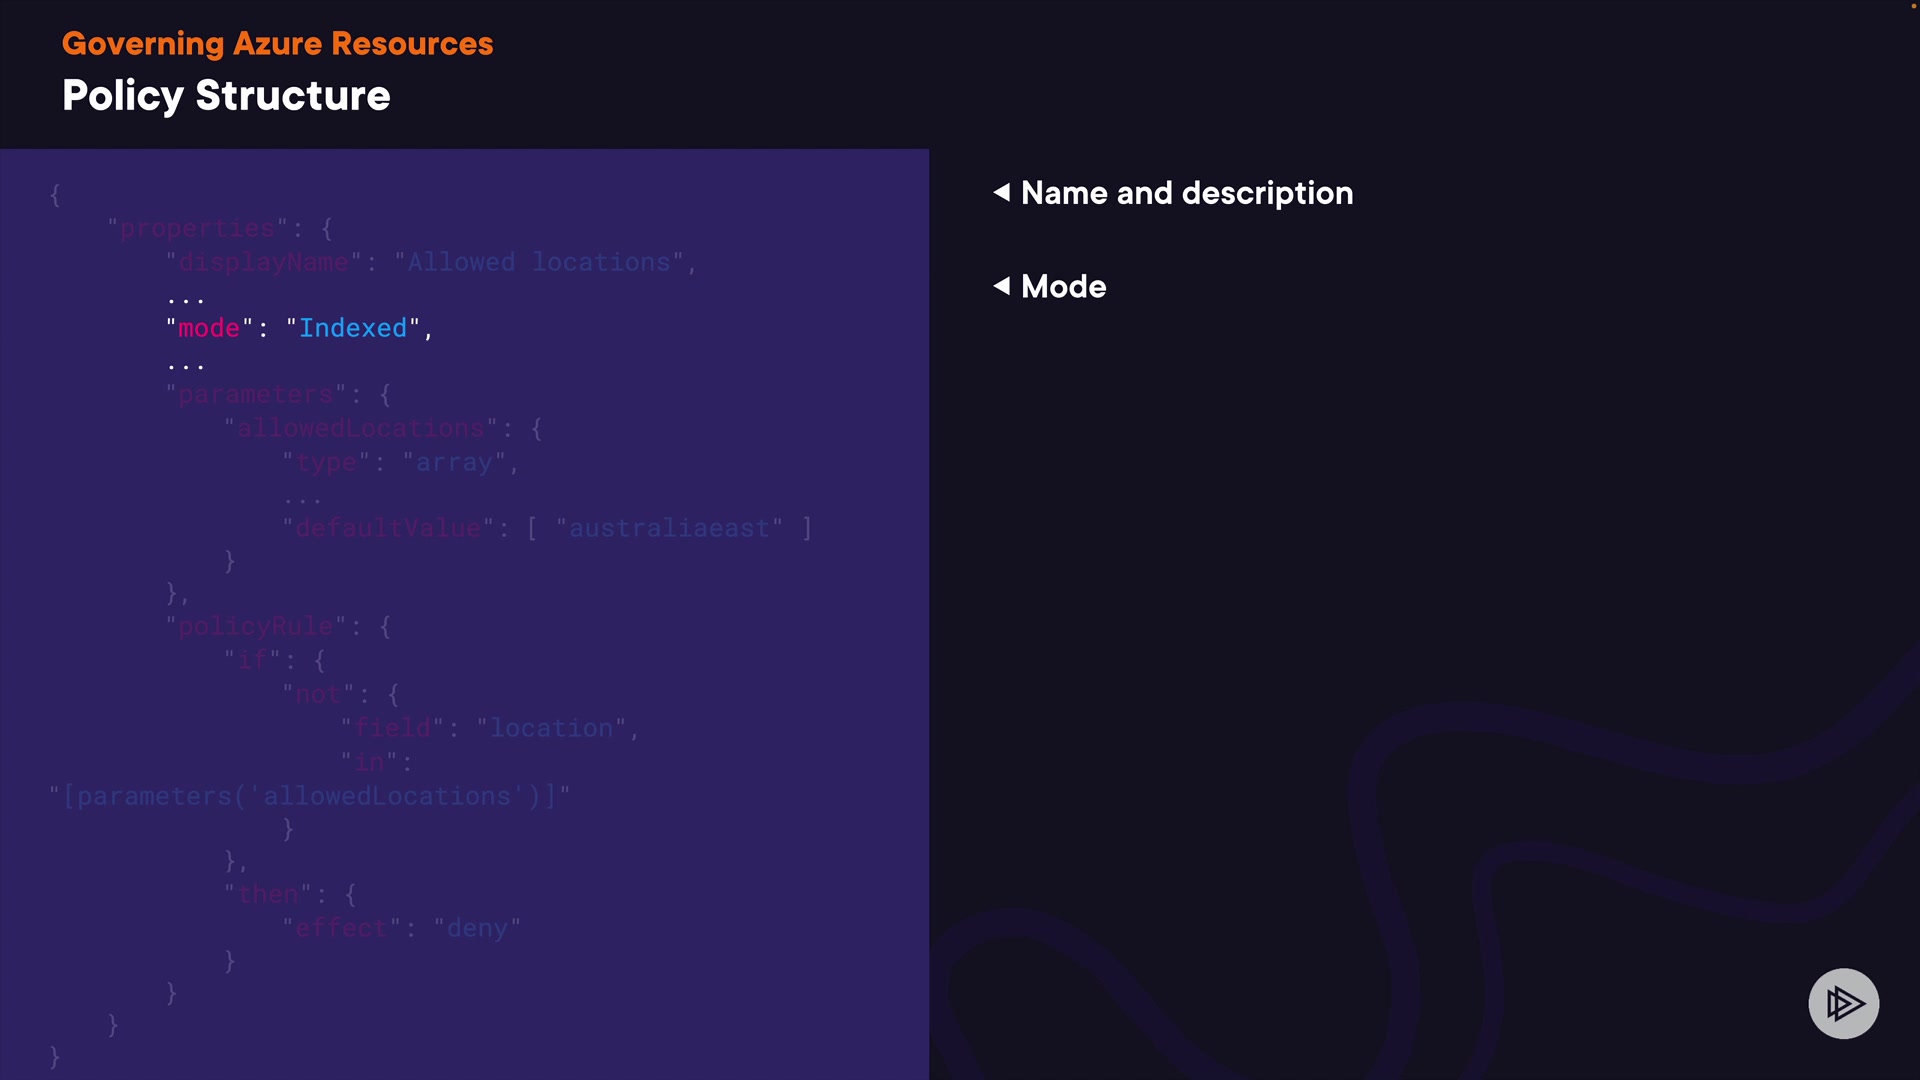 Governing Azure Resources
Policy Structure
{
"properties": {
"displayName": "Allowed locations",
...
"mode": "Indexed",
...
"parameters": {
"allowedLocations": {
"type": "array",
...
"defaultValue": [ "australiaeast" ]
}
},
"policyRule": {
"if": {
"not": {
"field": "location",
"in":
"[parameters('allowedLocations')]"
}
},
"then": {
"effect": "deny"
}
}
}
}
◀ Name and description
◀ Mode